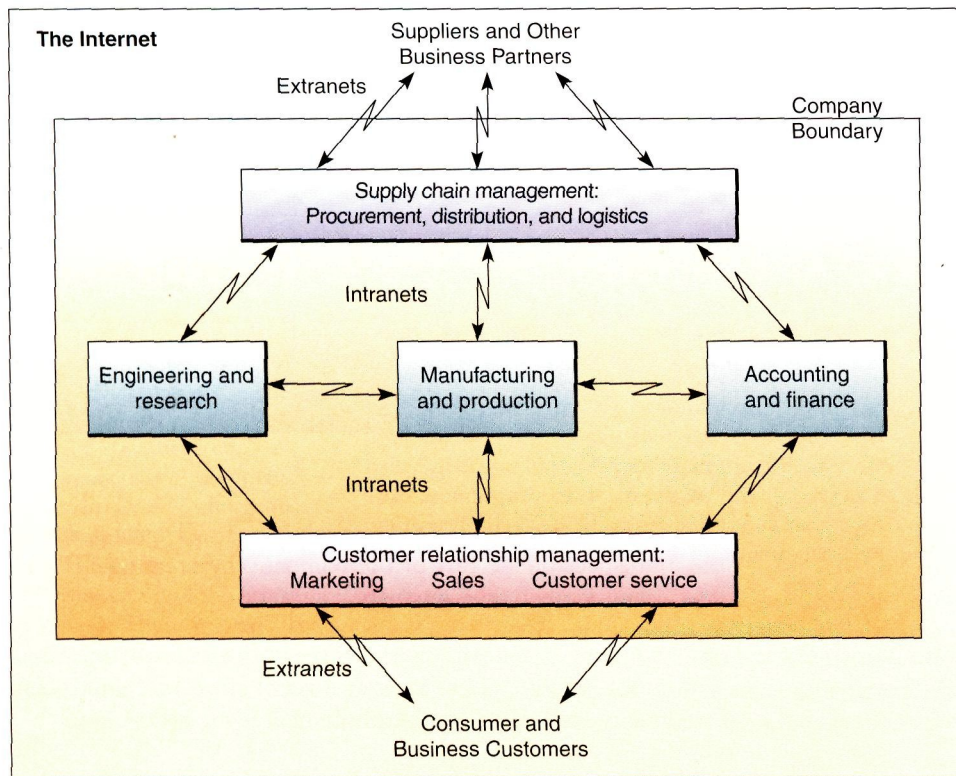 The Internet
Suppliers and Other
Business Partners
Extranets
Company
Boundary
Supply chain management:
Procurement, distribution, and logistics
Intranets
Engineering and
research
Manufacturing
and production
Accounting
and finance
Intranets
Customer relationship management:
Marketing Sales Customer service
Extranets
Consumer and
Business Customers